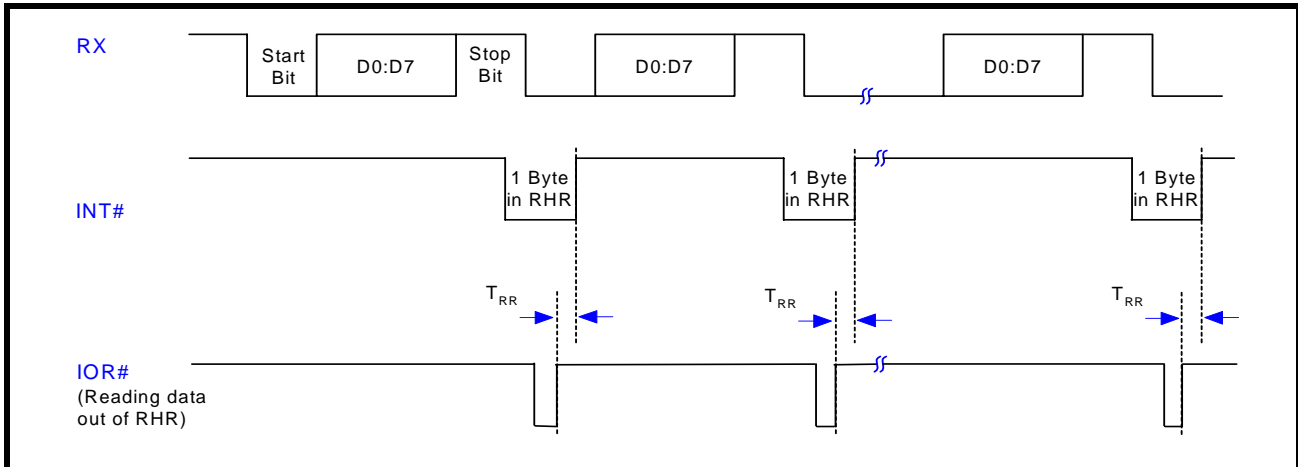 RX
Start
Bit
D0:D7
Stop
Bit
D0:D7
D0:D7
INT#
1 Byte
in RHR
1 Byte
in RHR
1 Byte
in RHR
TRR
TRR
TRR
IOR#
(Reading data
out of RHR)